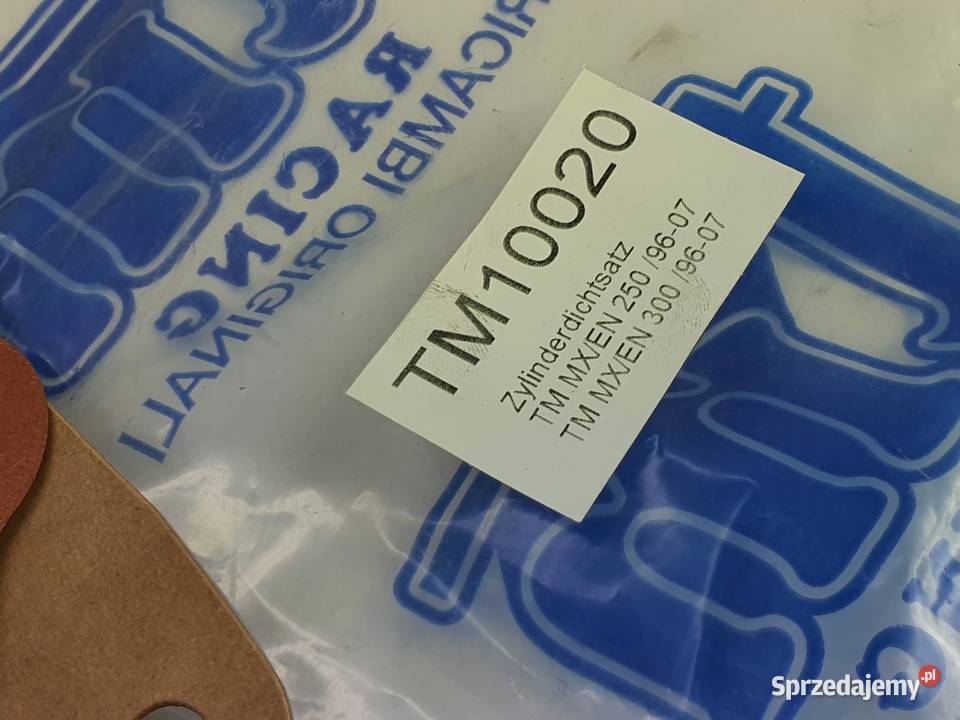 RACING
RICAMBI ORIGINALI
TM10020
Zylinderdichtsatz
TM MX/EN 250 /96-07
TM MX/EN 300 /96-07
Sprzedajemy.pl